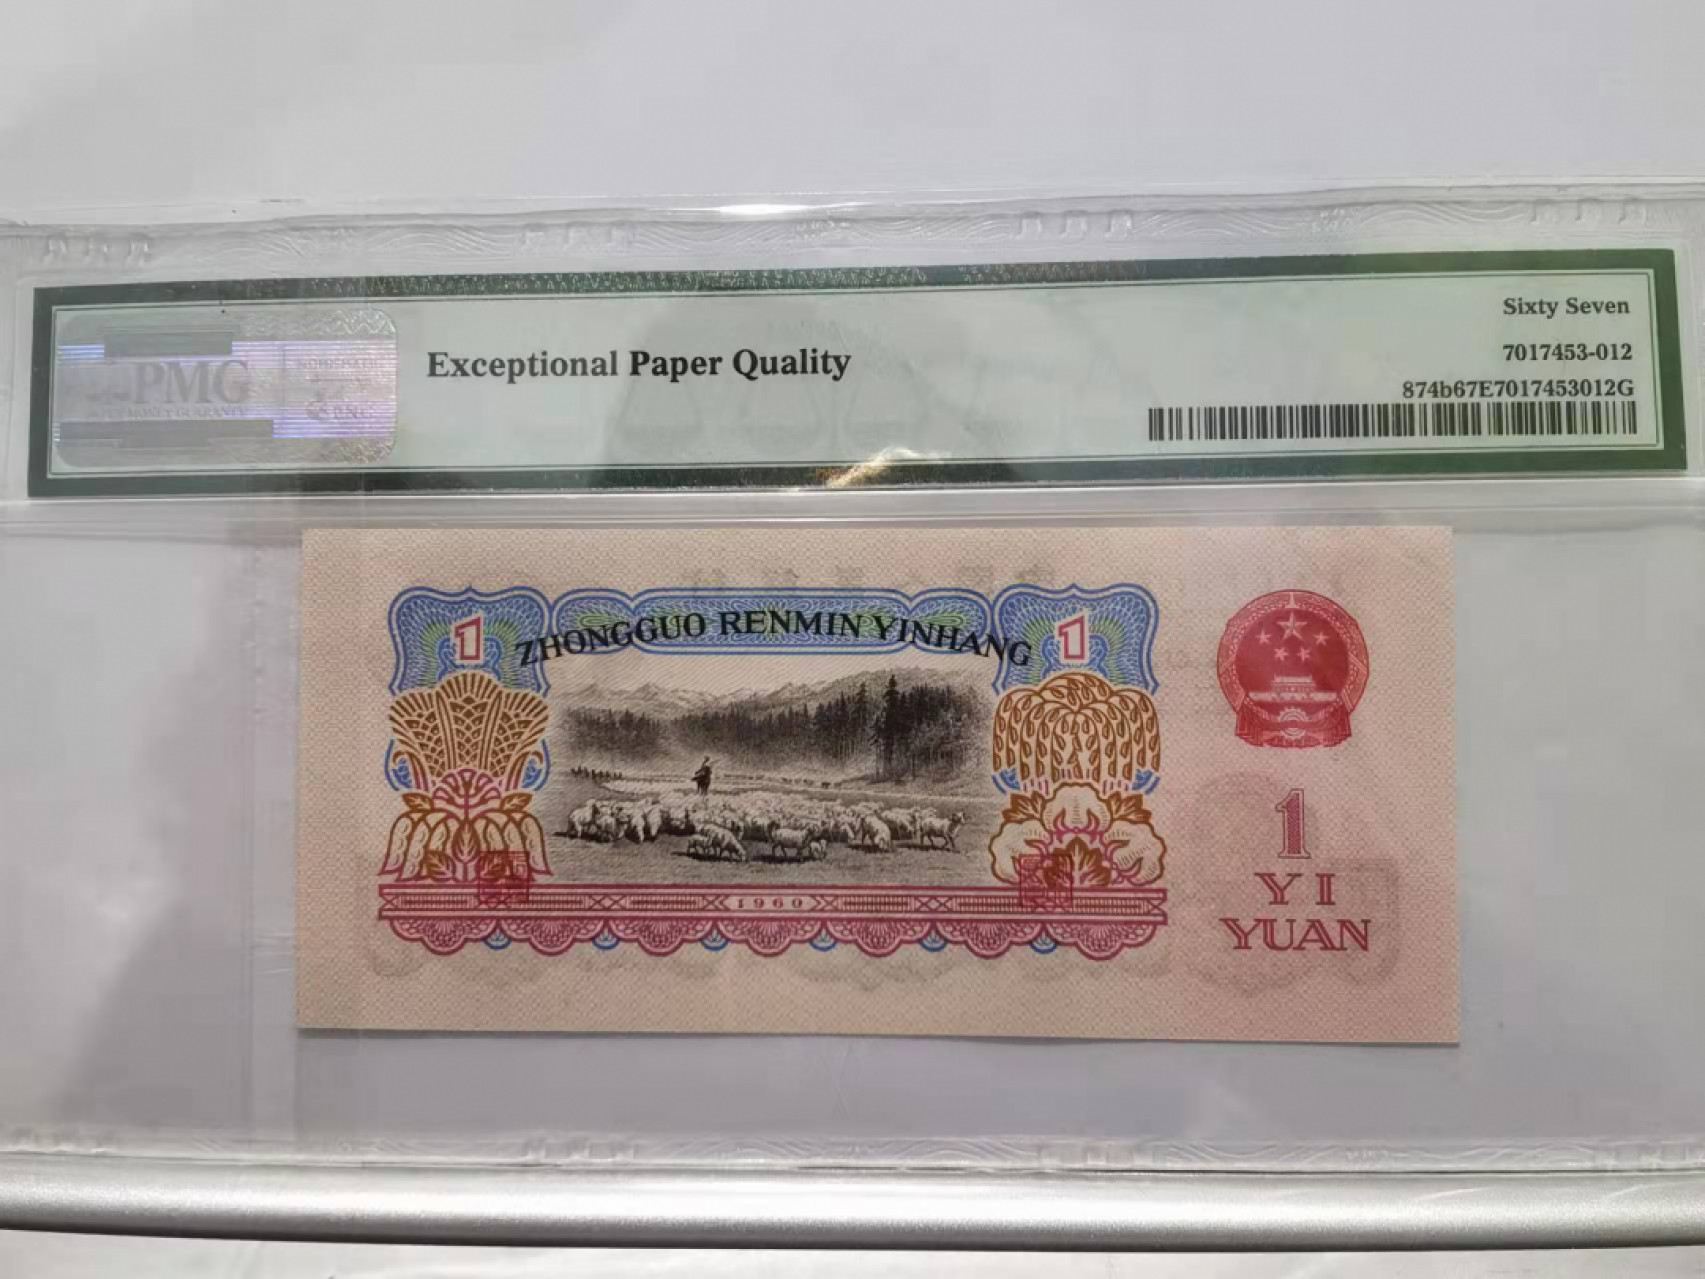 Sixty Seven
PMG
Exceptional Paper Quality
7017453-012
874b67E7017453012G
1
ZHONGGUO RENMIN YINHANG
1
1960
1
YI
YUAN